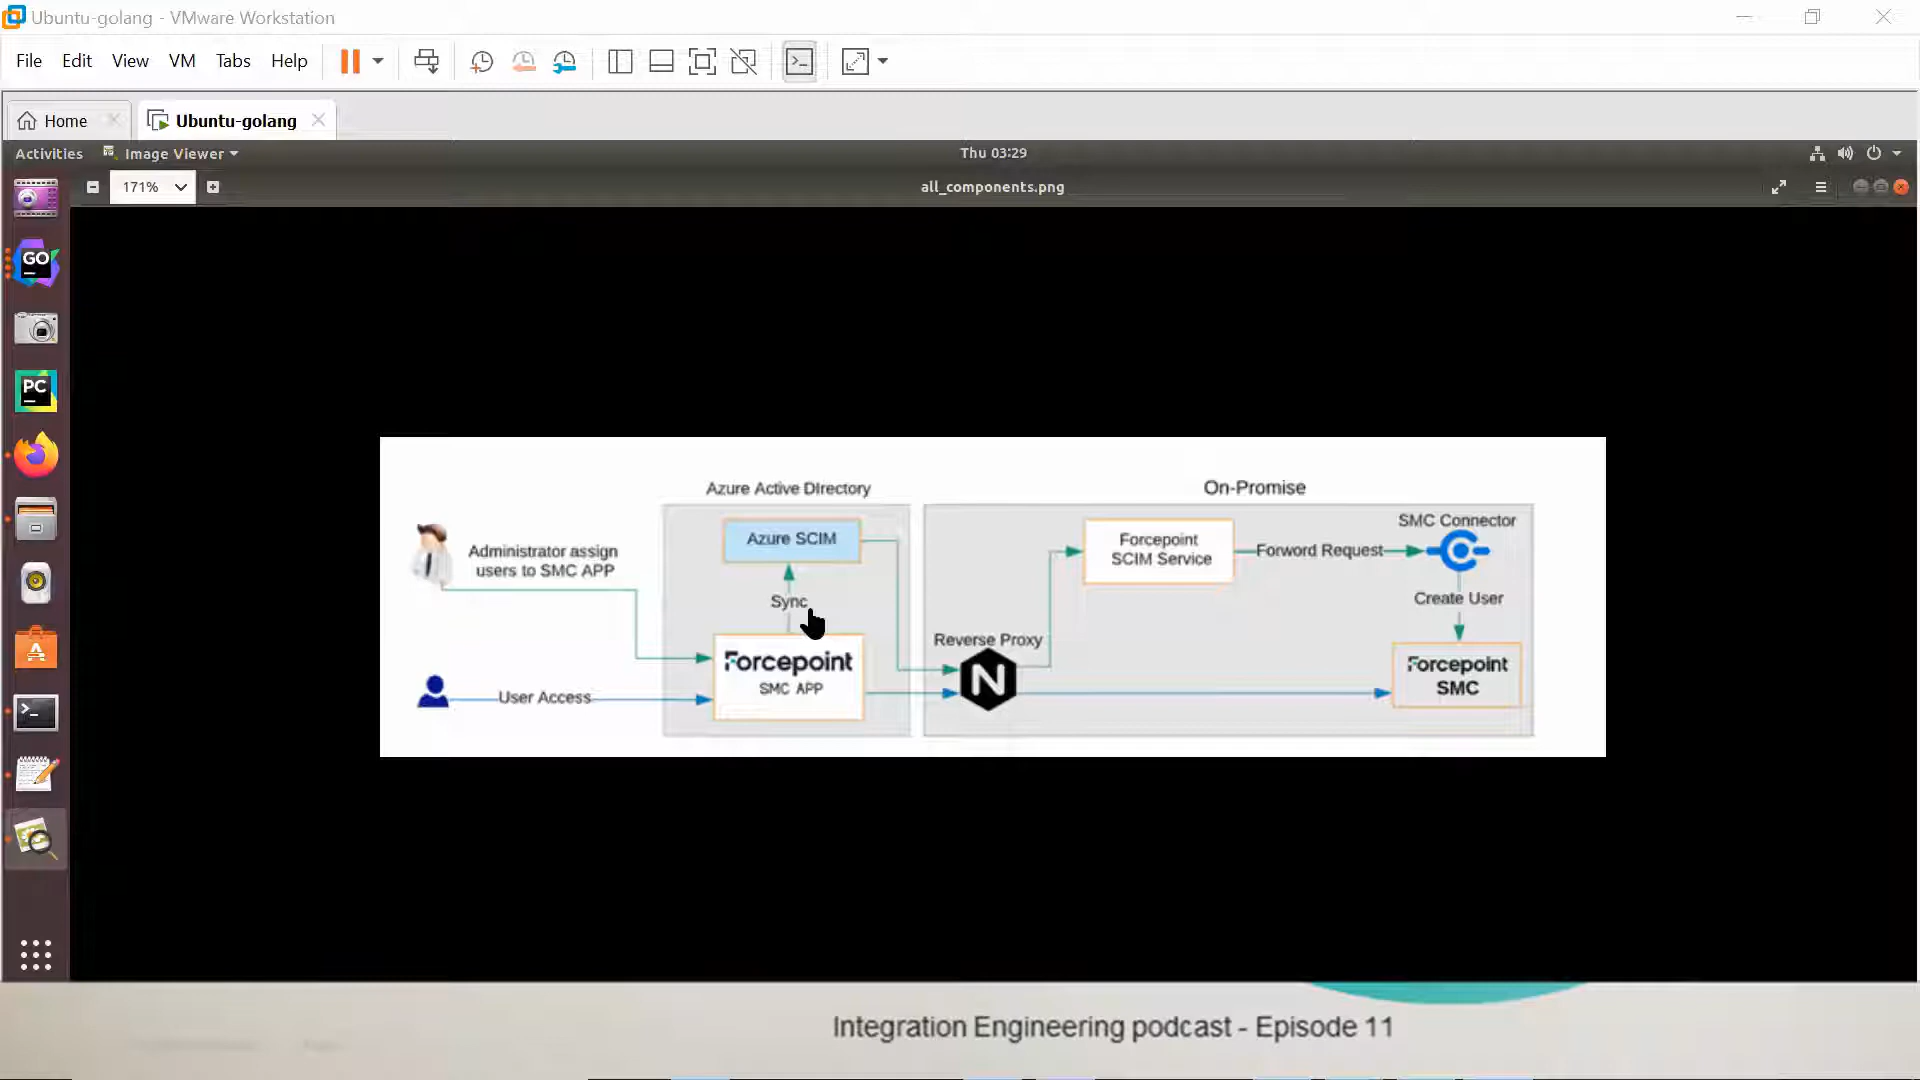 Ubuntu-golang - VMware Workstation
File Edit View VM Tabs Help
Home Ubuntu-golang
Activities Image Viewer Thu 03:29
171% all_components.png
GO
PC
Azure Active DIrectory
On-Promise
Azure SCIM
Administrator assign
users to SMC APP
Sync
Forcepoint
SMC APP
User Access
Reverse Proxy
N
Forcepoint
SCIM Service
Forword Request
SMC Connector
Create User
Forcepoint
SMC
Integration Engineering podcast - Episode 11